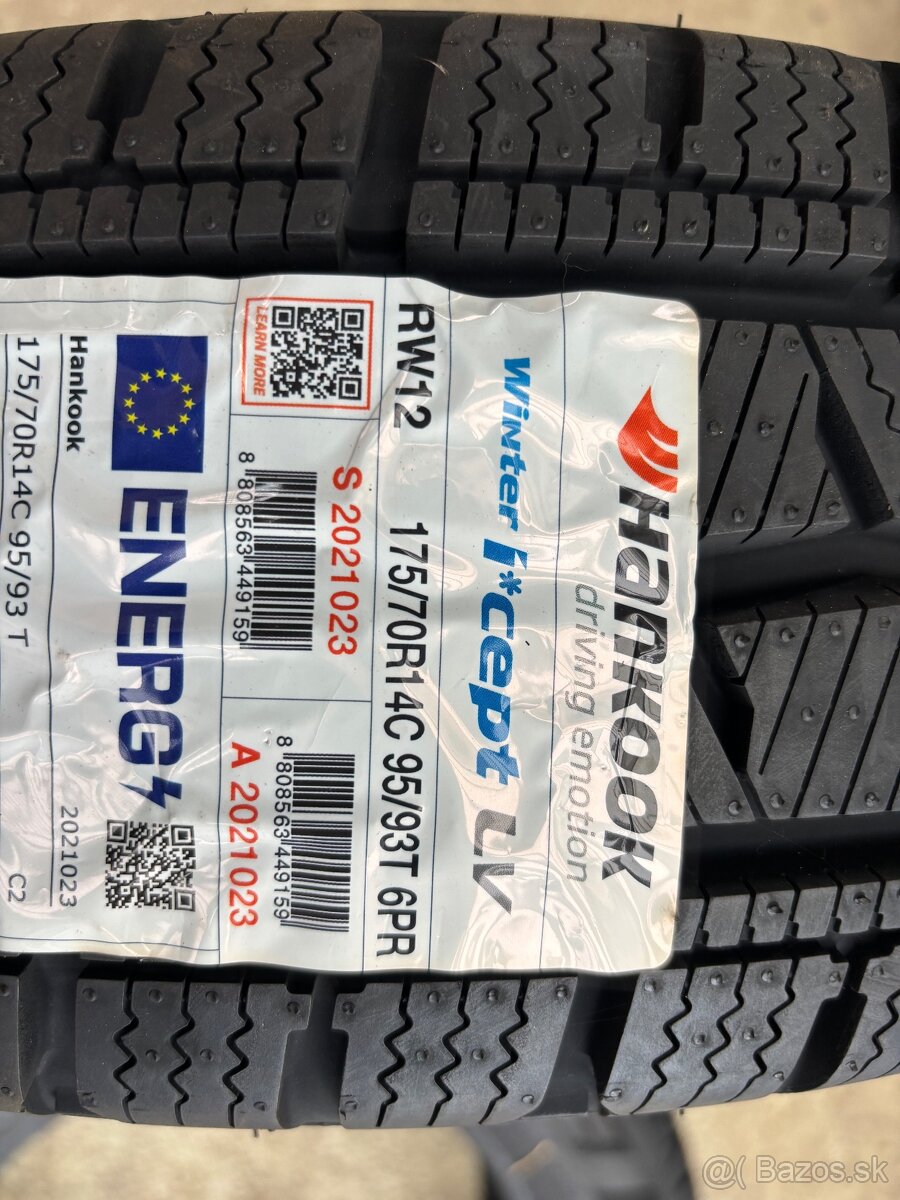 Hankook
driving emotion
Winter i*cept LV
RW12 175/70R14C 95/93T 6PR
LEARN MORE
S 2021023
8 808563 449159
A 2021023
8 808563 449159
ENERG
Hankook
2021023
175/70R14C 95/93 T
C2
@( Bazos.sk